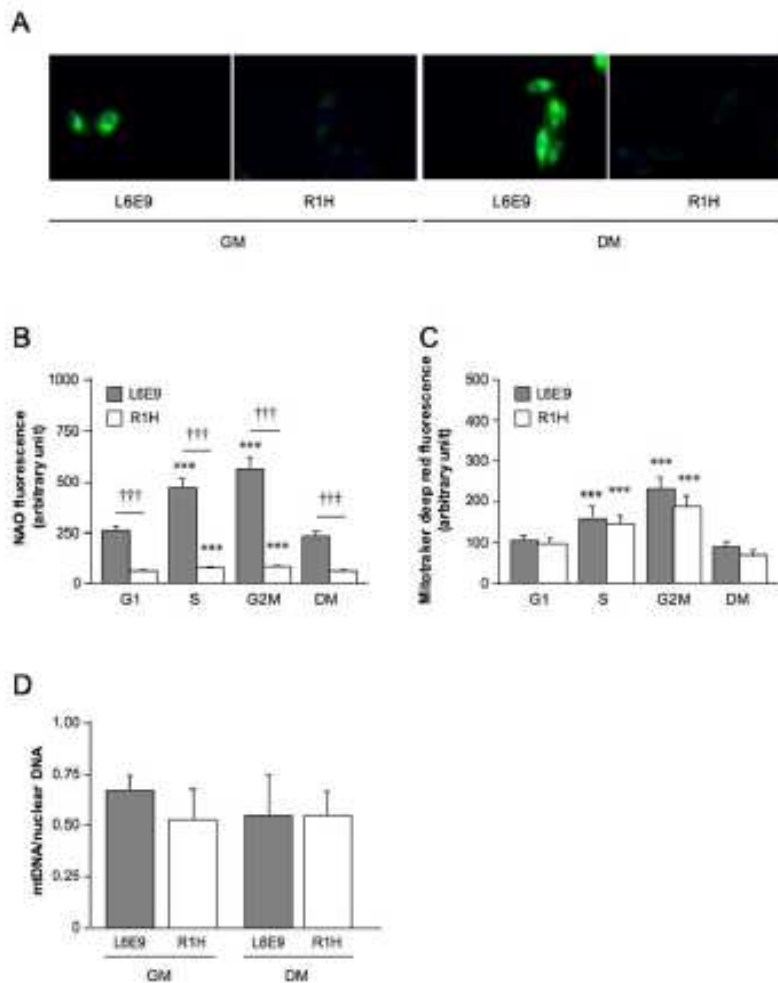 A
L6E9 R1H L6E9 R1H
GM DM
B
NAO fluorescence
(arbitrary unit)
1000
750
500
250
0
L6E9
R1H
†††
†††
***
***
†††
***
***
†††
G1 S G2M DM
C
Mitotraker deep red fluorescence
(arbitrary unit)
500
400
300
200
100
0
L6E9
R1H
*** ***
*** ***
G1 S G2M DM
D
mtDNA/nuclear DNA
1.00
0.75
0.50
0.25
0
L6E9 R1H L6E9 R1H
GM DM